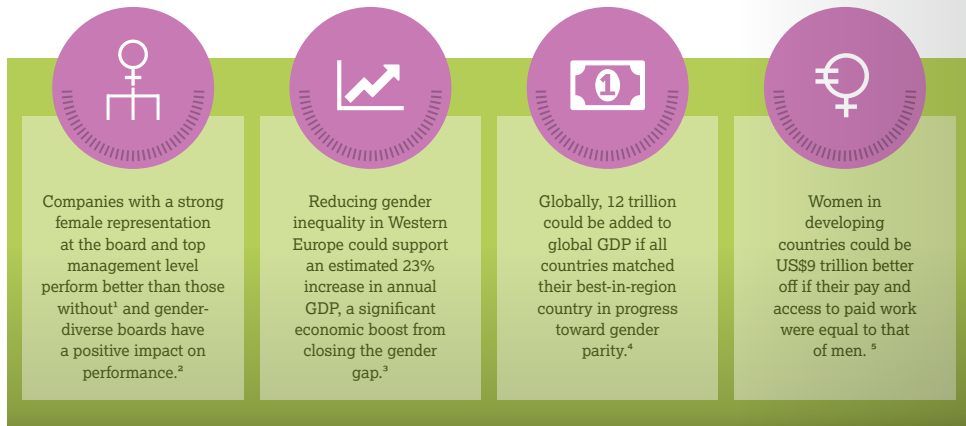 1
Companies with a strong
female representation
at the board and top
management level
perform better than those
without¹ and gender-
diverse boards have
a positive impact on
performance.²
Reducing gender
inequality in Western
Europe could support
an estimated 23%
increase in annual
GDP, a significant
economic boost from
closing the gender
gap.³
Globally, 12 trillion
could be added to
global GDP if all
countries matched
their best-in-region
country in progress
toward gender
parity.⁴
Women in
developing
countries could be
US$9 trillion better
off if their pay and
access to paid work
were equal to that
of men. ⁵